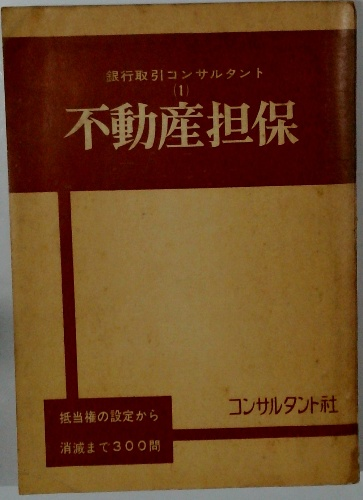 銀行取引コンサルタント
(1)
不動産担保
抵当権の設定から
消滅まで300問
コンサルタント社